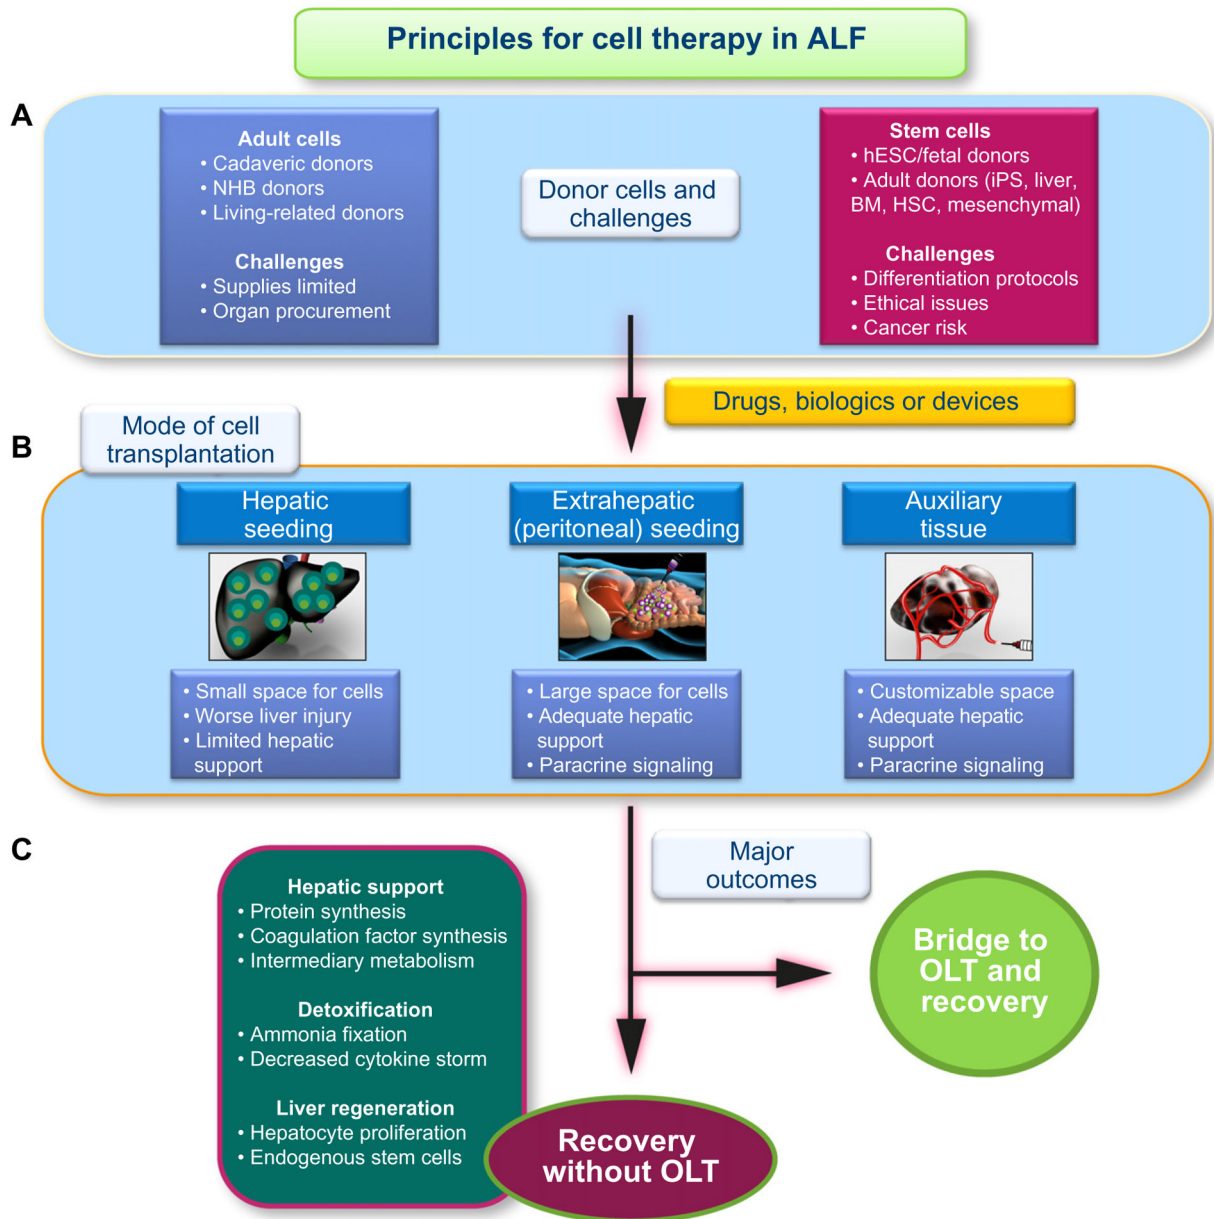 Principles for cell therapy in ALF
A
Adult cells
• Cadaveric donors
• NHB donors
• Living-related donors
Challenges
• Supplies limited
• Organ procurement
Donor cells and
challenges
Stem cells
• hESC/fetal donors
• Adult donors (iPS, liver,
BM, HSC, mesenchymal)
Challenges
• Differentiation protocols
• Ethical issues
• Cancer risk
Drugs, biologics or devices
B
Mode of cell
transplantation
Hepatic
seeding
• Small space for cells
• Worse liver injury
• Limited hepatic
support
Extrahepatic
(peritoneal) seeding
• Large space for cells
• Adequate hepatic
support
• Paracrine signaling
Auxiliary
tissue
• Customizable space
• Adequate hepatic
support
• Paracrine signaling
C
Major
outcomes
Hepatic support
• Protein synthesis
• Coagulation factor synthesis
• Intermediary metabolism
Detoxification
• Ammonia fixation
• Decreased cytokine storm
Liver regeneration
• Hepatocyte proliferation
• Endogenous stem cells
Bridge to
OLT and
recovery
Recovery
without OLT